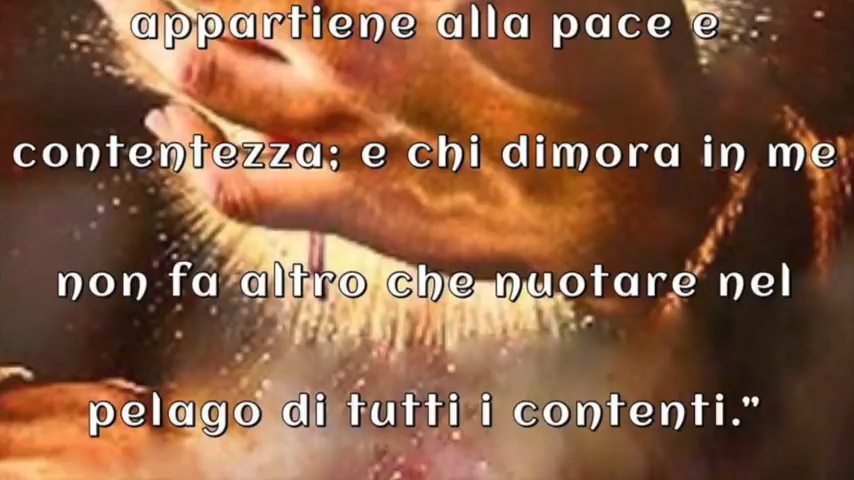 appartiene alla pace e
contentezza; e chi dimora in me
non fa altro che nuotare nel
pelago di tutti i contenti.”